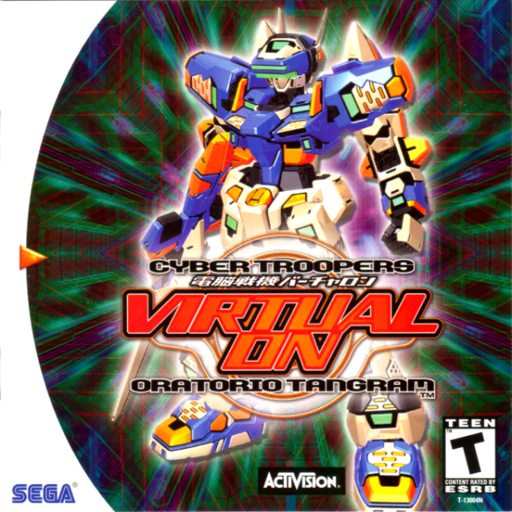 CYBER TROOPERS
電脳戦機バーチャロン
VIRTUAL
ON
ORATORIO TANGRAM
TM
SEGA
ACTIVISION.
TEEN
T
CONTENT RATED BY
ESRB
T-13004N